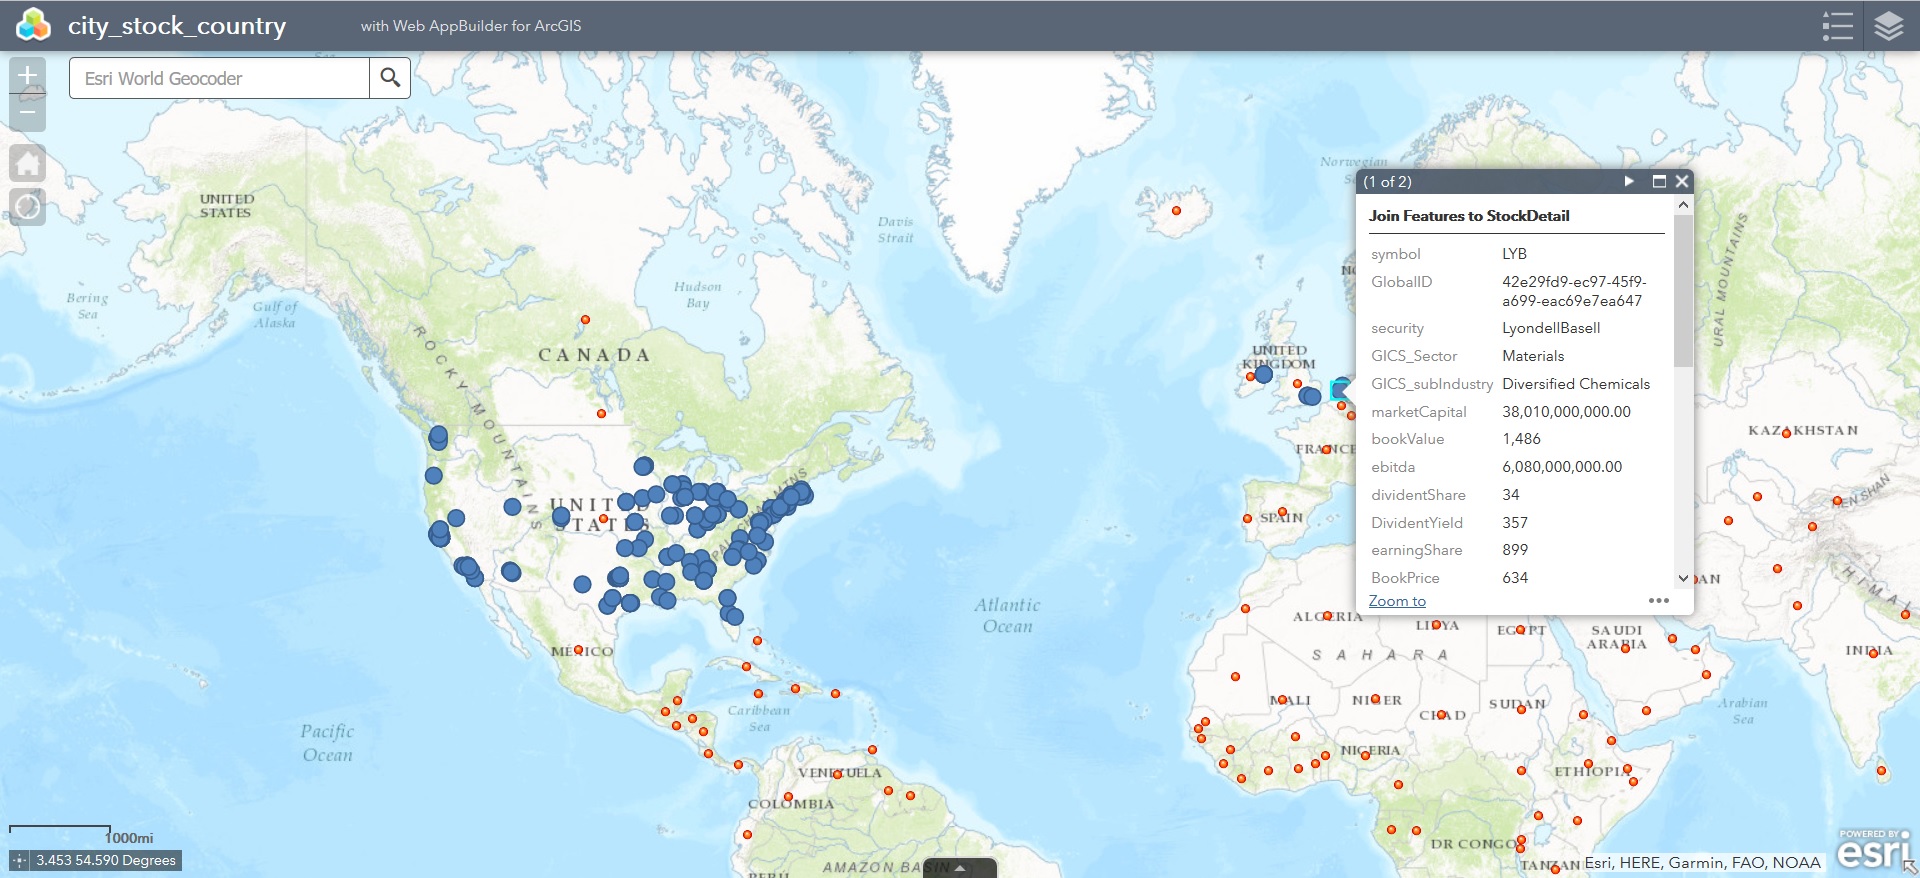 city_stock_country
with Web AppBuilder for ArcGIS
Esri World Geocoder
+
−
(1 of 2)
Join Features to StockDetail
symbol LYB
GlobalID 42e29fd9-ec97-45f9-
a699-eac69e7ea647
security LyondellBasell
GICS_Sector Materials
GICS_subIndustry Diversified Chemicals
marketCapital 38,010,000,000.00
bookValue 1,486
ebitda 6,080,000,000.00
dividentShare 34
DividentYield 357
earningShare 899
BookPrice 634
Zoom to
UNITED
STATES
Bering
Sea
Gulf of
Alaska
ROCKY MOUNTAINS
CANADA
Hudson
Bay
Davis
Strait
Norwegian
UNITED
KINGDOM
FRANCE
SPAIN
URAL MOUNTAINS
KAZAKHSTAN
TIEN SHAN
UNITED
STATES
Atlantic
Ocean
MEXICO
Caribbean
Sea
Pacific
Ocean
VENEZUELA
COLOMBIA
AMAZON BASIN
PERU
ALGERIA
LIBYA
EGYPT
SAUDI
ARABIA
SAHARA
MALI
NIGER
CHAD
SUDAN
NIGERIA
ETHIOPIA
DR CONGO
TANZAN
Arabian
Sea
INDIA
HIMAL
1000mi
3.453 54.590 Degrees
Esri, HERE, Garmin, FAO, NOAA
POWERED BY
esri